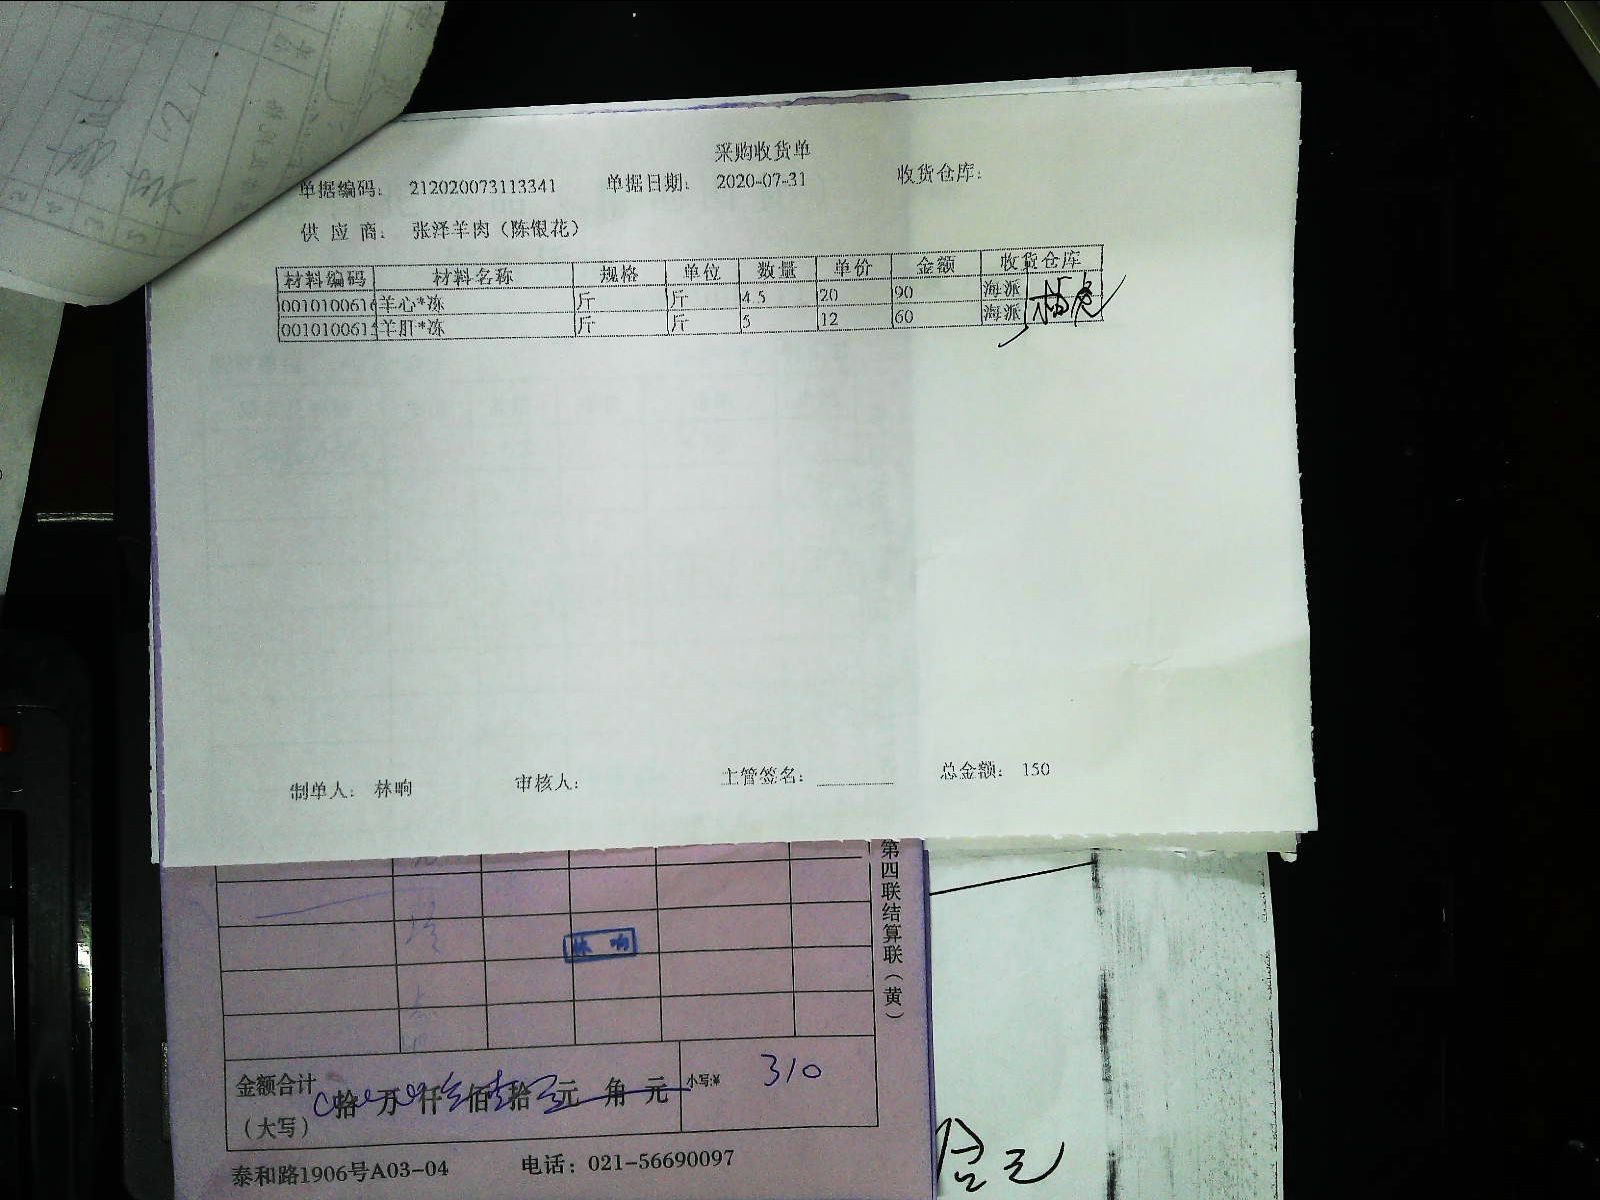 采购收货单
单据编码: 212020073113341 单据日期: 2020-07-31 收货仓库:
供 应 商: 张泽羊肉（陈银花）
材料编码 材料名称 规格 单位 数量 单价 金额 收货仓库
0010100616 羊心*冻 斤 斤 4.5 20 90 海派
001010061 羊肝*冻 斤 斤 5 12 60 海派
制单人: 林响 审核人: 主管签名: 总金额: 150
第四联结算联（黄）
林响
金额合计 拾 万 仟 佰 拾 元 角 元 小写:¥ 310
（大写）
泰和路1906号A03-04 电话：021-56690097